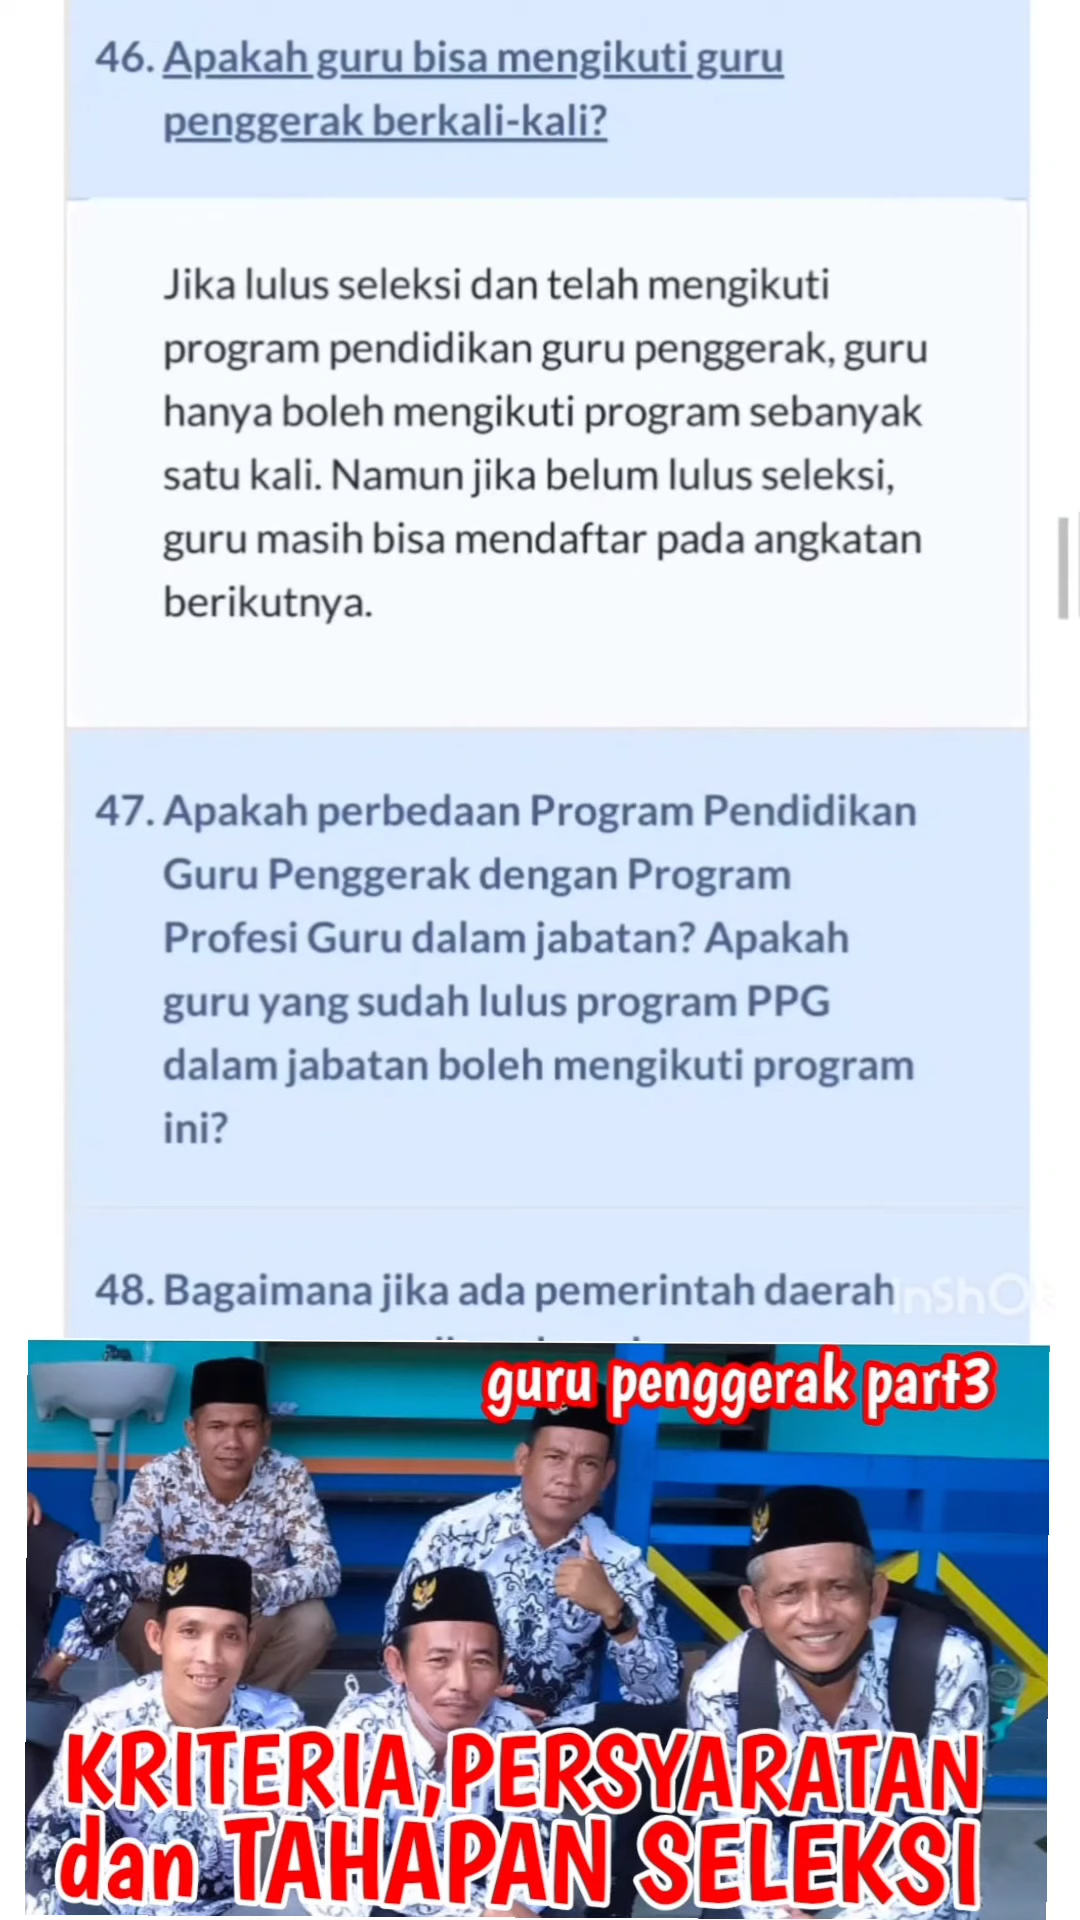 46. Apakah guru bisa mengikuti guru
penggerak berkali-kali?
Jika lulus seleksi dan telah mengikuti
program pendidikan guru penggerak, guru
hanya boleh mengikuti program sebanyak
satu kali. Namun jika belum lulus seleksi,
guru masih bisa mendaftar pada angkatan
berikutnya.
47. Apakah perbedaan Program Pendidikan
Guru Penggerak dengan Program
Profesi Guru dalam jabatan? Apakah
guru yang sudah lulus program PPG
dalam jabatan boleh mengikuti program
ini?
48. Bagaimana jika ada pemerintah daerah
guru penggerak part3
KRITERIA,PERSYARATAN
dan TAHAPAN SELEKSI